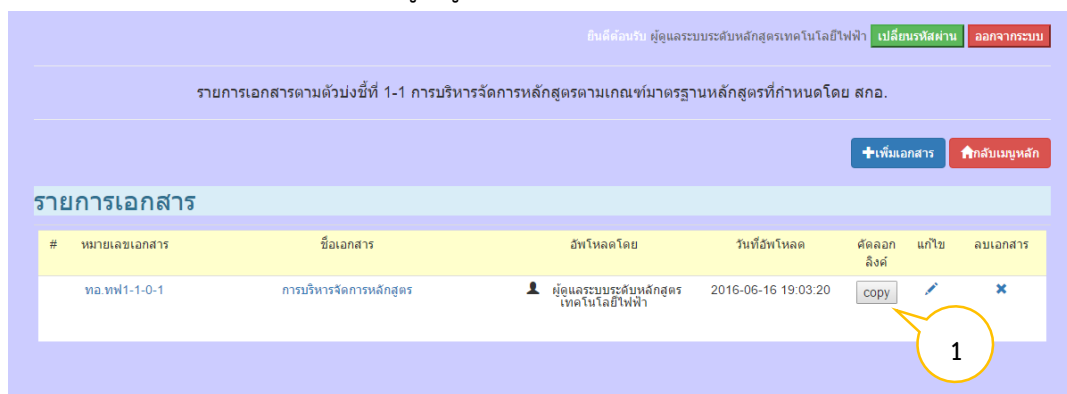 ยินดีต้อนรับ ผู้ดูแลระบบระดับหลักสูตรเทคโนโลยีไฟฟ้า เปลี่ยนรหัสผ่าน ออกจากระบบ
รายการเอกสารตามตัวบ่งชี้ที่ 1-1 การบริหารจัดการหลักสูตรตามเกณฑ์มาตรฐานหลักสูตรที่กำหนดโดย สกอ.
เพิ่มเอกสาร กลับเมนูหลัก
รายการเอกสาร
# หมายเลขเอกสาร ชื่อเอกสาร อัพโหลดโดย วันที่อัพโหลด คัดลอก แก้ไข ลบเอกสาร
ลิงค์
ทอ.ทฟ1-1-0-1 การบริหารจัดการหลักสูตร ผู้ดูแลระบบระดับหลักสูตร 2016-06-16 19:03:20 copy
เทคโนโลยีไฟฟ้า
1